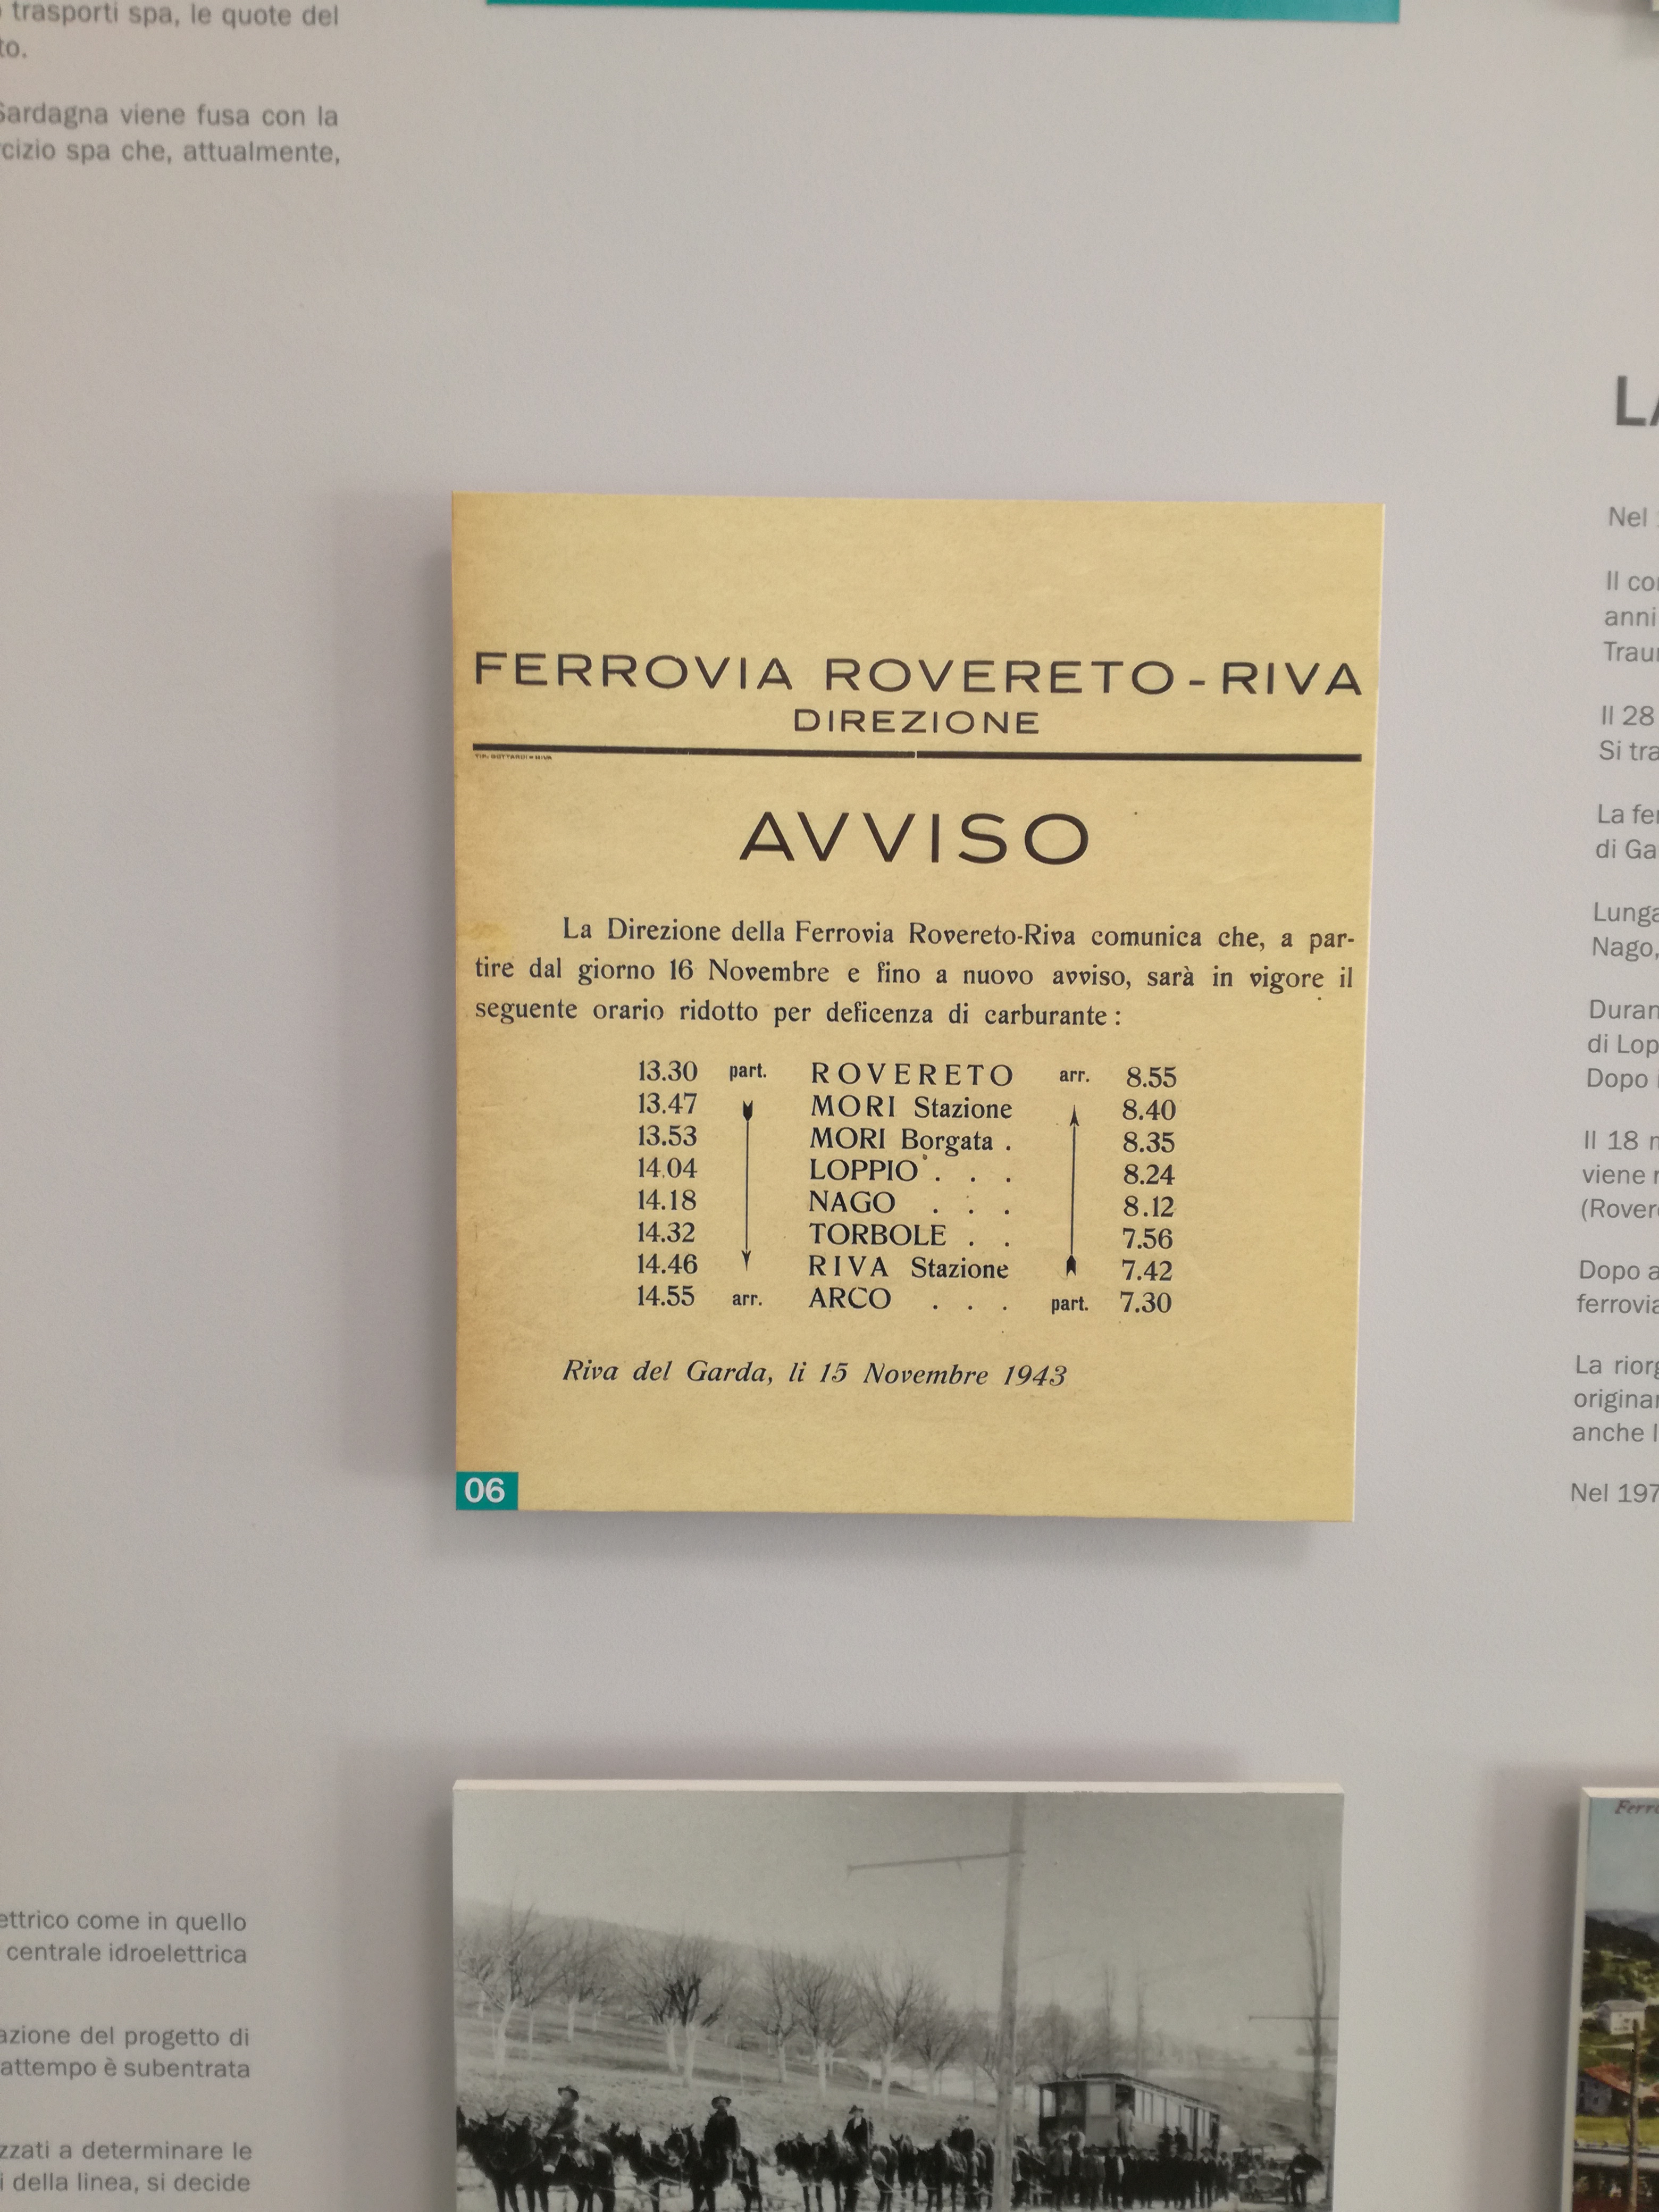 trasporti spa, le quote del
to.
Sardagna viene fusa con la
cizio spa che, attualmente,
FERROVIA ROVERETO-RIVA
DIREZIONE
TIP. GOTTARDI - RIVA
AVVISO
La Direzione della Ferrovia Rovereto-Riva comunica che, a par-
tire dal giorno 16 Novembre e fino a nuovo avviso, sarà in vigore il
seguente orario ridotto per deficenza di carburante :
13.30 part. ROVERETO arr. 8.55
13.47 MORI Stazione 8.40
13.53 MORI Borgata . 8.35
14.04 LOPPIO . . . 8.24
14.18 NAGO . . . 8.12
14.32 TORBOLE . . 7.56
14.46 RIVA Stazione 7.42
14.55 arr. ARCO . . . part. 7.30
Riva del Garda, li 15 Novembre 1943
06
LA
Nel
Il co
anni
Trau
Il 28
Si tra
La fe
di Ga
Lunga
Nago,
Duran
di Lop
Dopo
Il 18
viene
(Rover
Dopo a
ferrovia
La riorg
origina
anche l
Nel 197
ettrico come in quello
centrale idroelettrica
azione del progetto di
attempo è subentrata
zzati a determinare le
i della linea, si decide
Ferro